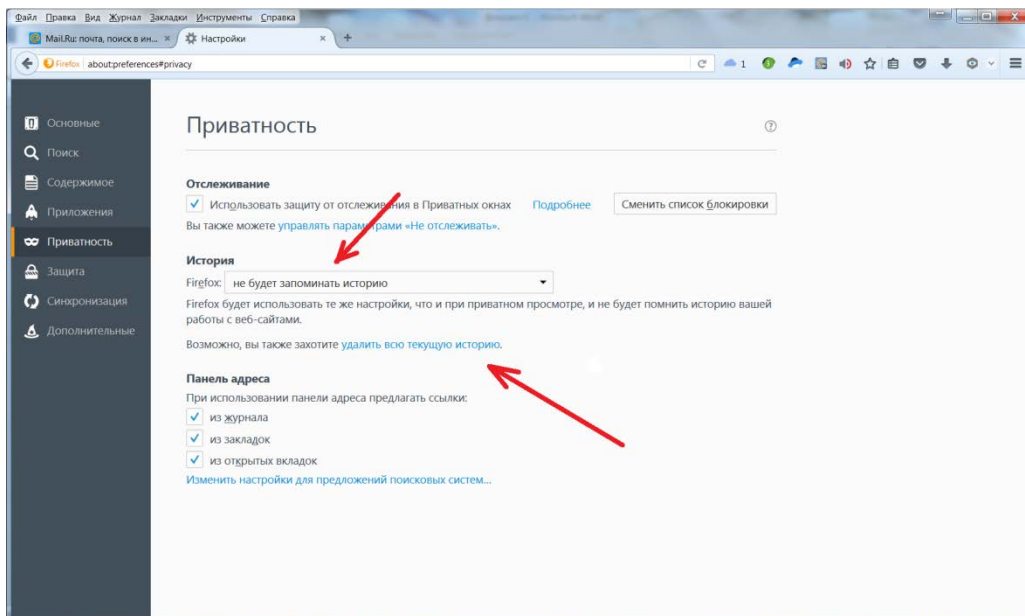 Файл Правка Вид Журнал Закладки Инструменты Справка
Mail.Ru: почта, поиск в ин...
Настройки
Firefox about:preferences#privacy
1
Основные
Поиск
Содержимое
Приложения
Приватность
Защита
Синхронизация
Дополнительные
Приватность
Отслеживание
Использовать защиту от отслеживания в Приватных окнах Подробнее Сменить список блокировки
Вы также можете управлять параметрами «Не отслеживать».
История
Firefox: не будет запоминать историю
Firefox будет использовать те же настройки, что и при приватном просмотре, и не будет помнить историю вашей
работы с веб-сайтами.
Возможно, вы также захотите удалить всю текущую историю.
Панель адреса
При использовании панели адреса предлагать ссылки:
из журнала
из закладок
из открытых вкладок
Изменить настройки для предложений поисковых систем...